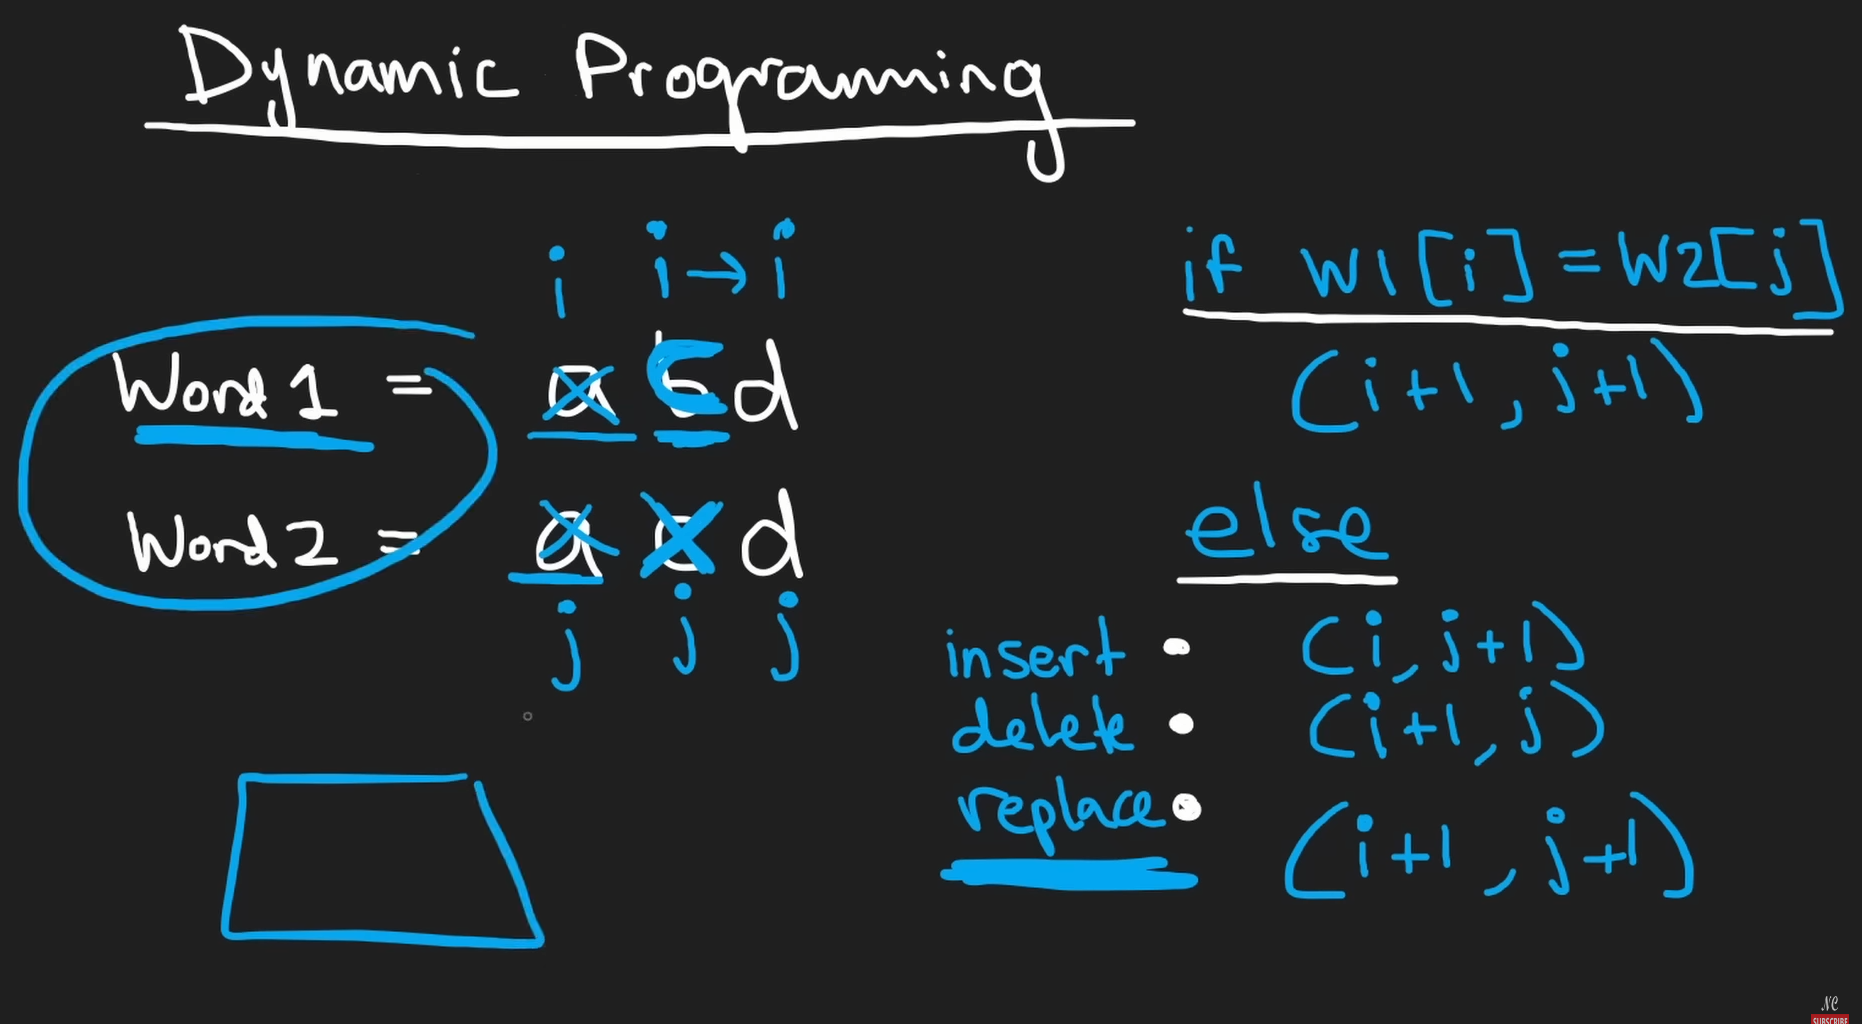 Dynamic Programming
i i → i
if W1[i] = W2[j]
(i+1, j+1)
Word 1 = a d
Word 2 = a c d
j j j
else
insert • (i, j+1)
delete • (i+1, j)
replace • (i+1, j+1)
NC
SUBSCRIBE